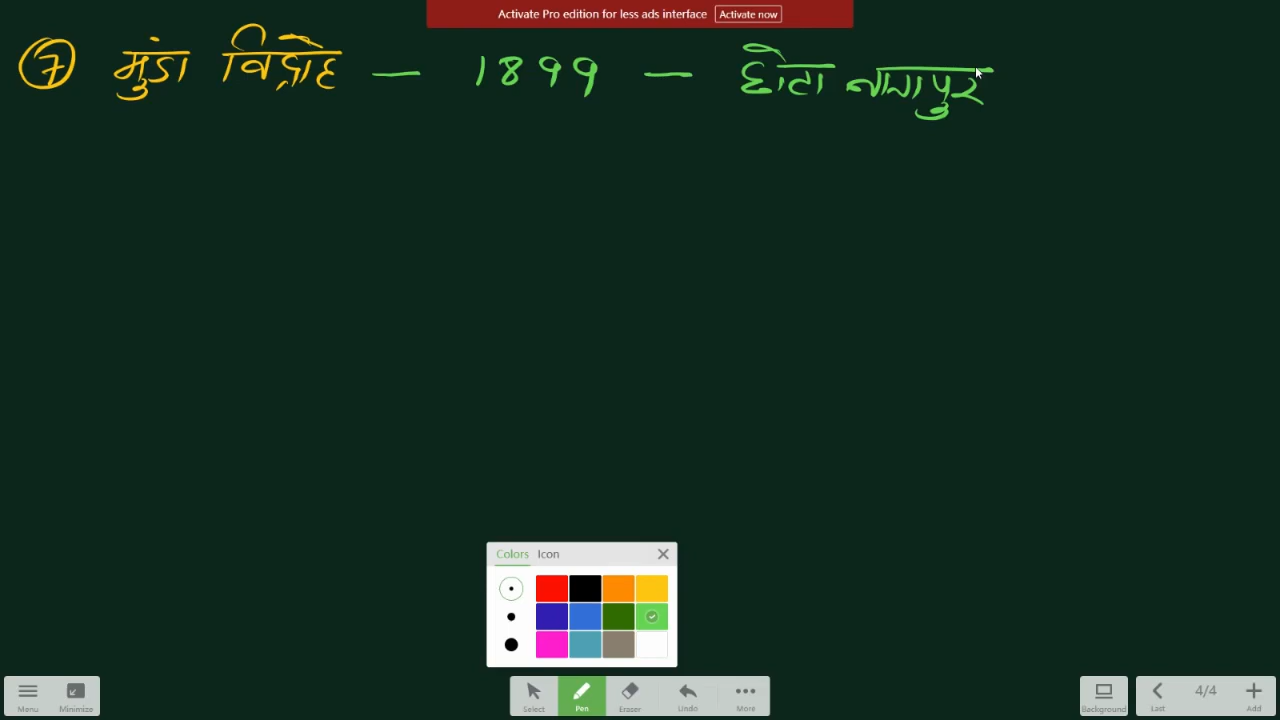 Activate Pro edition for less ads interface Activate now
7 मुंडा विद्रोह — 1899 — छोटा नागपुर
Colors Icon
Menu Minimize Select Pen Eraser Undo More Background Last 4/4 Add